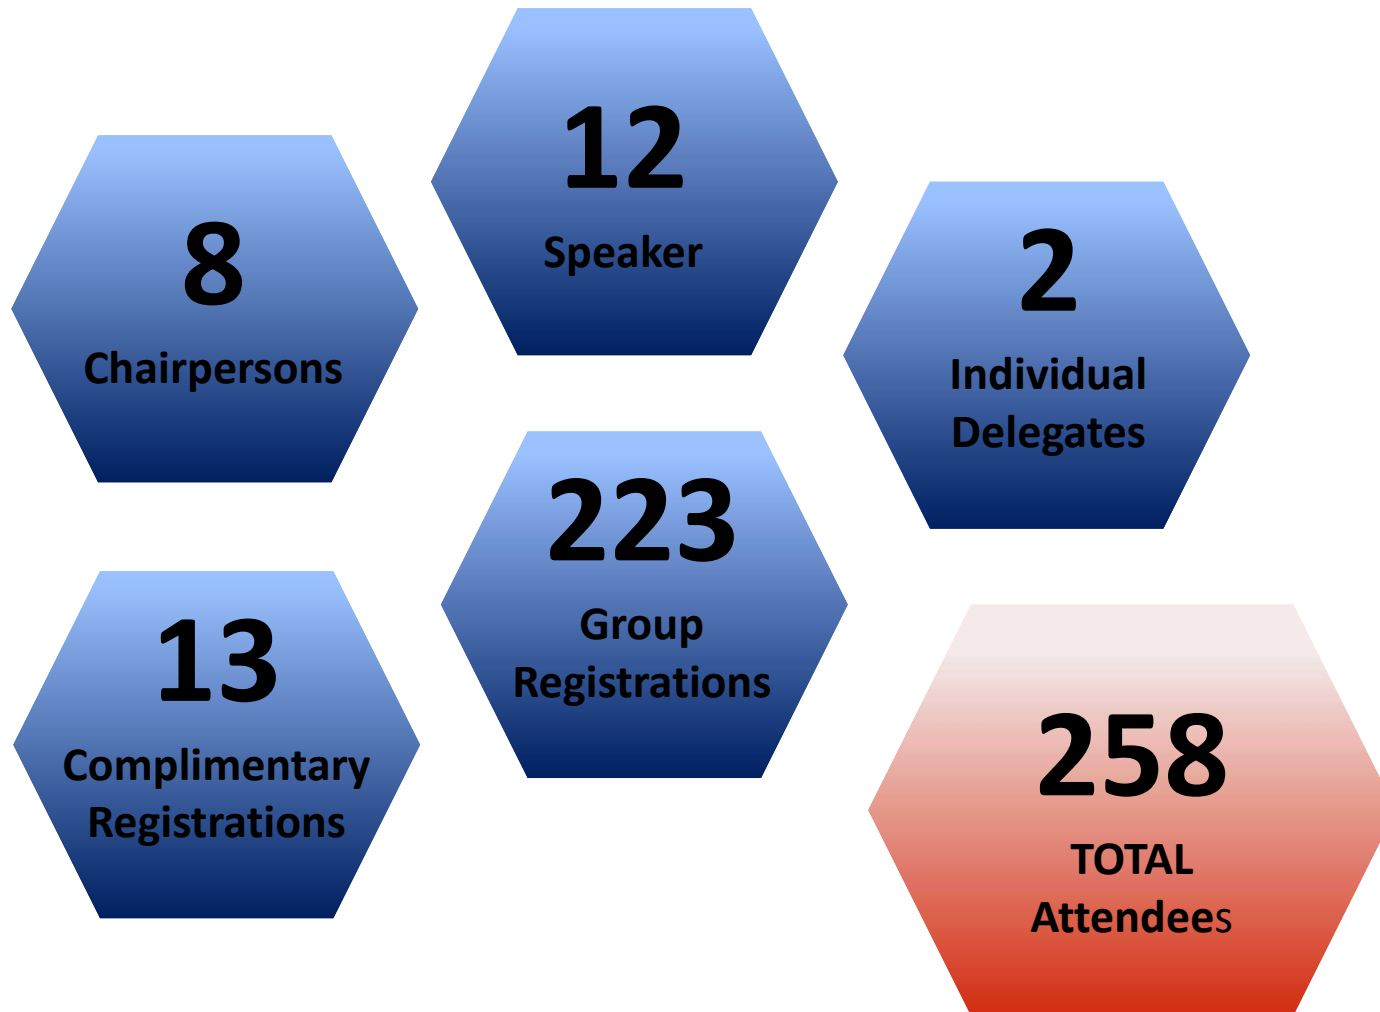 8
Chairpersons
12
Speaker
2
Individual
Delegates
13
Complimentary
Registrations
223
Group
Registrations
258
TOTAL
Attendees